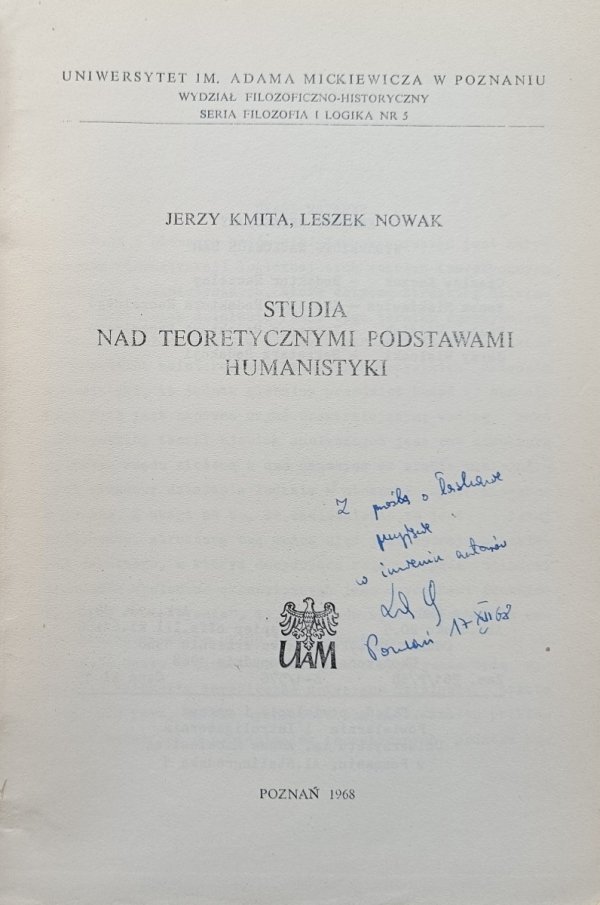 UNIWERSYTET IM. ADAMA MICKIEWICZA W POZNANIU
WYDZIAŁ FILOZOFICZNO-HISTORYCZNY
SERIA FILOZOFIA I LOGIKA NR 5
JERZY KMITA, LESZEK NOWAK
STUDIA
NAD TEORETYCZNYMI PODSTAWAMI
HUMANISTYKI
Z prośbą o łaskawe
przyjęcie
w imieniu autorów
Poznań 17 XII 68
UAM
POZNAŃ 1968